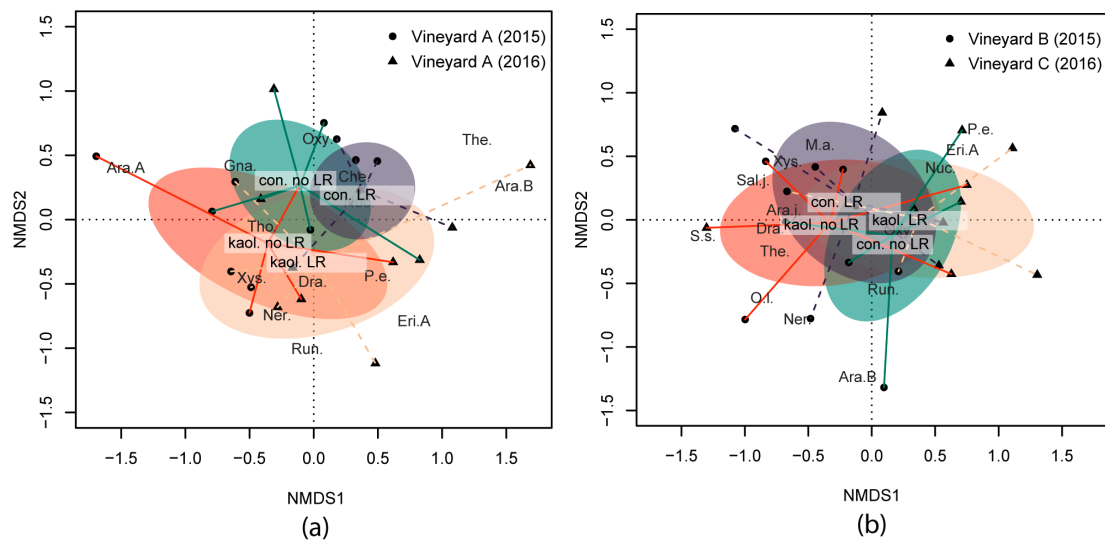 Vineyard A (2015)
Vineyard A (2016)
1.5
1.0
0.5
0.0
−0.5
−1.0
−1.5
NMDS2
Oxy.
The.
Ara.A
Gna.
Che.
Ara.B
con. no LR
con. LR
Tho.
kaol. no LR
kaol. LR
Xys.
Dra.
P.e.
Ner.
Eri.A
Run.
−1.5
−1.0
−0.5
0.0
0.5
1.0
1.5
NMDS1
(a)
Vineyard B (2015)
Vineyard C (2016)
1.5
1.0
0.5
0.0
−0.5
−1.0
−1.5
NMDS2
P.e.
M.a.
Eri.A
Xys.
Nuc.
Sal.j.
con. LR
Ara.i.
kaol. LR
Dra.
kaol. no LR
S.s.
Oxy.
con. no LR
The.
Run.
O.l.
Ner.
Ara.B
−1.5
−1.0
−0.5
0.0
0.5
1.0
1.5
NMDS1
(b)